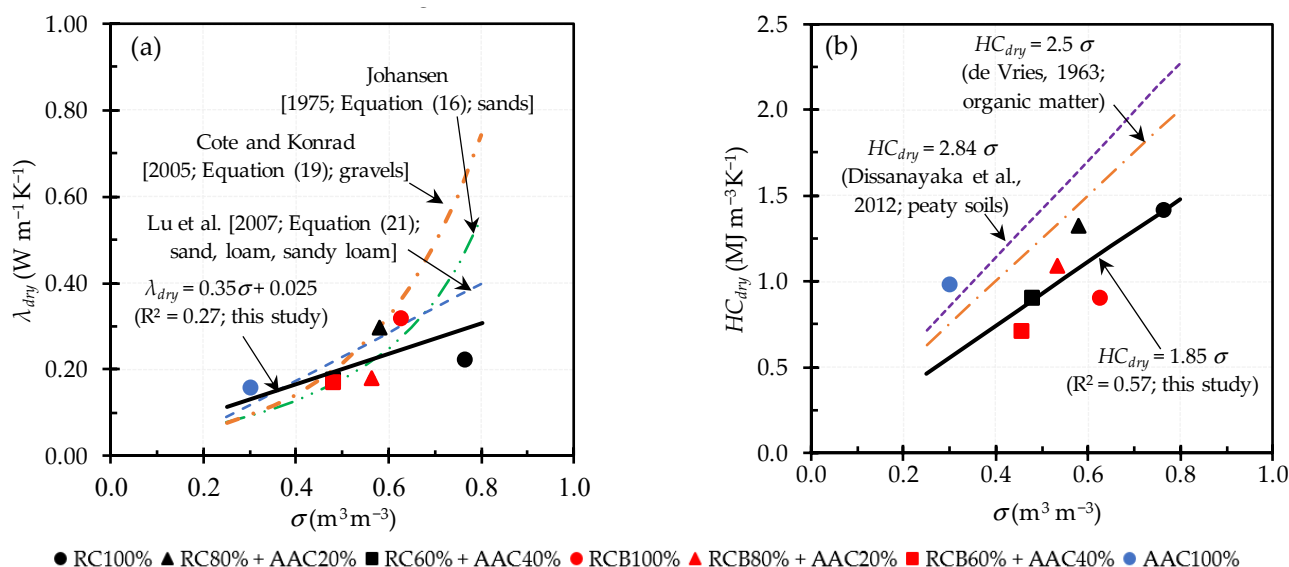 (a)
1.00
0.80
0.60
0.40
0.20
0.00
0.0
0.2
0.4
0.6
0.8
1.0
λdry (W m−1K−1)
σ (m3 m−3)
Johansen
[1975; Equation (16); sands]
Cote and Konrad
[2005; Equation (19); gravels]
Lu et al. [2007; Equation (21);
sand, loam, sandy loam]
λdry = 0.35σ + 0.025
(R2 = 0.27; this study)
(b)
2.5
2.0
1.5
1.0
0.5
0.0
0.0
0.2
0.4
0.6
0.8
1.0
HCdry (MJ m−3K−1)
σ (m3 m−3)
HCdry = 2.5 σ
(de Vries, 1963;
organic matter)
HCdry = 2.84 σ
(Dissanayaka et al.,
2012; peaty soils)
HCdry = 1.85 σ
(R2 = 0.57; this study)
RC100% RC80% + AAC20% RC60% + AAC40% RCB100% RCB80% + AAC20% RCB60% + AAC40% AAC100%